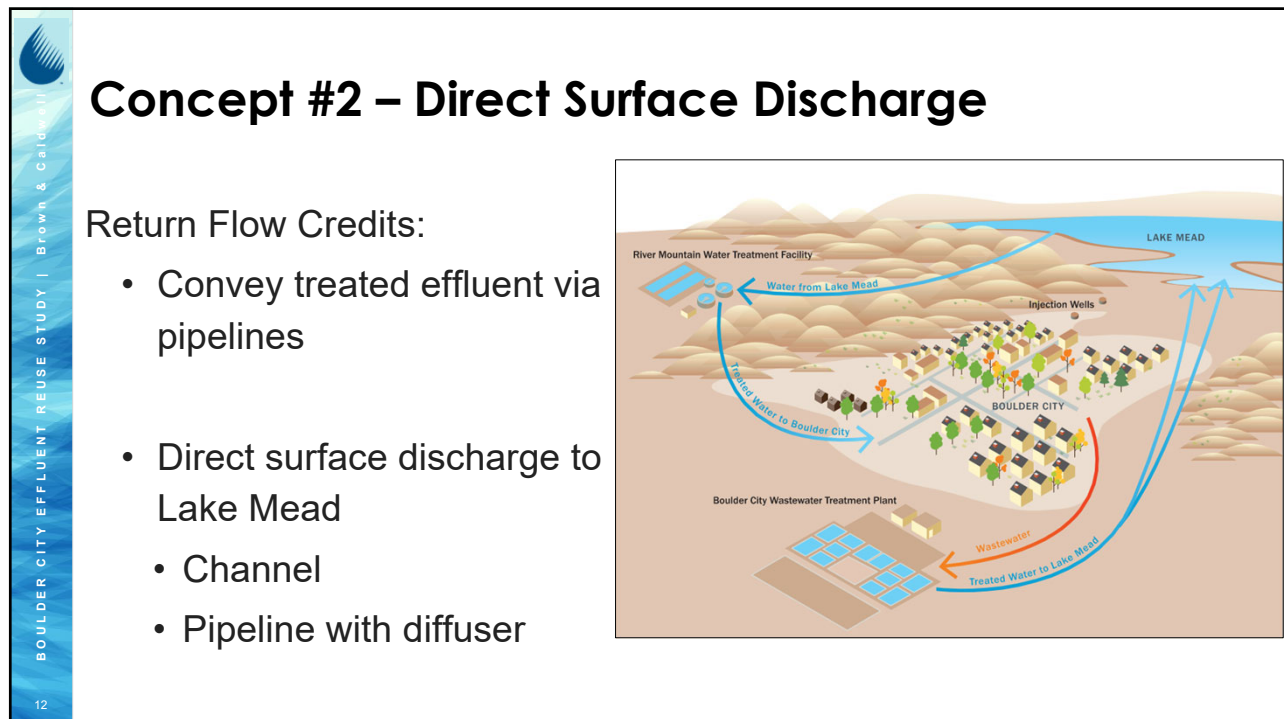 Concept #2 – Direct Surface Discharge
Return Flow Credits:
• Convey treated effluent via
pipelines
• Direct surface discharge to
Lake Mead
• Channel
• Pipeline with diffuser
LAKE MEAD
River Mountain Water Treatment Facility
Water from Lake Mead
Injection Wells
Treated Water to Boulder City
BOULDER CITY
Boulder City Wastewater Treatment Plant
Wastewater
Treated Water to Lake Mead
BOULDER CITY EFFLUENT REUSE STUDY | Brown & Caldwell
12